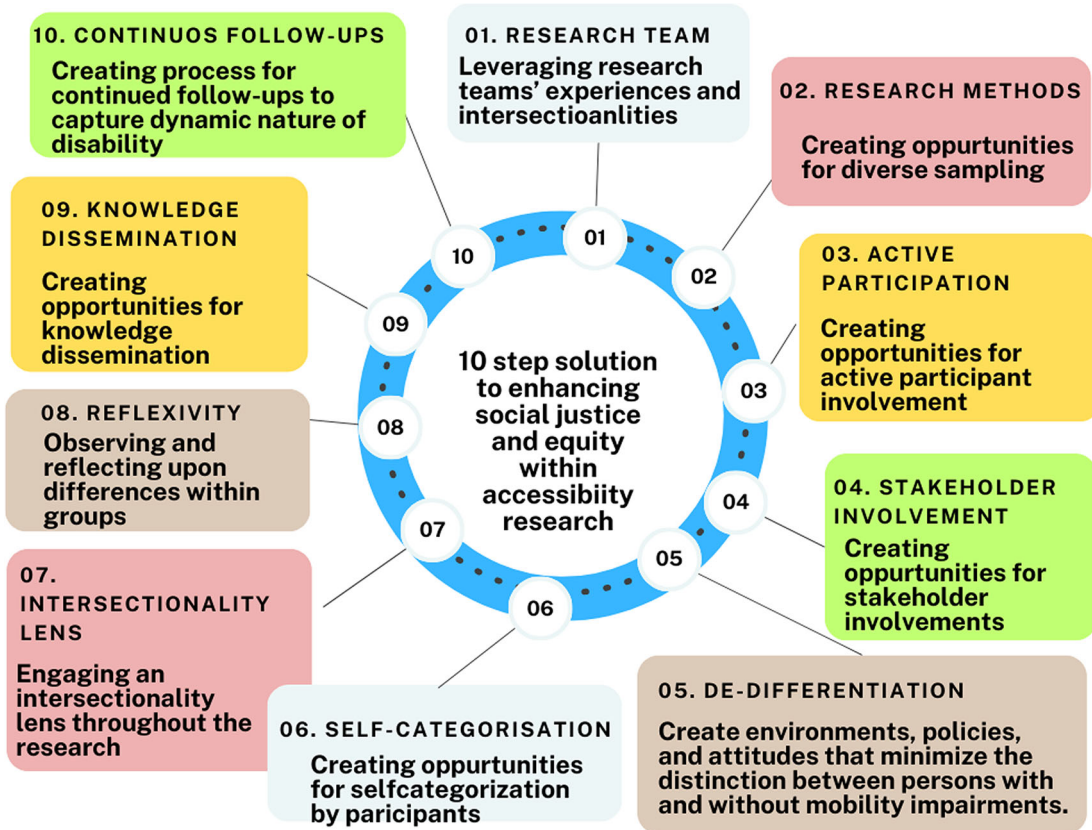 01. RESEARCH TEAM
Leveraging research
teams' experiences and
intersectioanlities
02. RESEARCH METHODS
Creating oppurtunities
for diverse sampling
03. ACTIVE
PARTICIPATION
Creating
opportunities for
active participant
involvement
04. STAKEHOLDER
INVOLVEMENT
Creating
oppurtunities for
stakeholder
involvements
05. DE-DIFFERENTIATION
Create environments, policies,
and attitudes that minimize the
distinction between persons with
and without mobility impairments.
06. SELF-CATEGORISATION
Creating oppurtunities
for selfcategorization
by paricipants
07.
INTERSECTIONALITY
LENS
Engaging an
intersectionality
lens throughout the
research
08. REFLEXIVITY
Observing and
reflecting upon
differences within
groups
09. KNOWLEDGE
DISSEMINATION
Creating
opportunities for
knowledge
dissemination
10. CONTINUOS FOLLOW-UPS
Creating process for
continued follow-ups to
capture dynamic nature of
disability
01
02
03
04
05
06
07
08
09
10
10 step solution
to enhancing
social justice
and equity
within
accessibiity
research